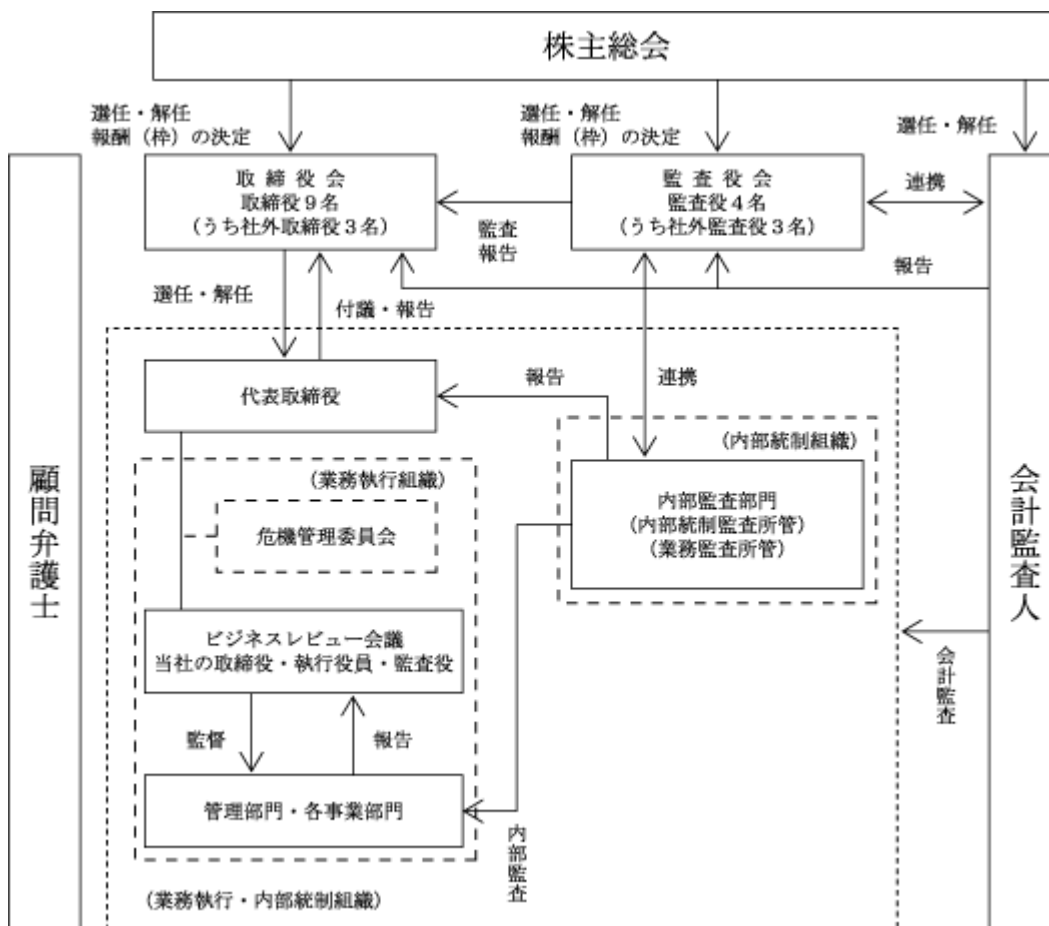 株主総会
選任・解任
報酬（枠）の決定
選任・解任
報酬（枠）の決定
選任・解任
取締役会
取締役９名
（うち社外取締役３名）
監査役会
監査役４名
（うち社外監査役３名）
連携
監査
報告
報告
選任・解任
付議・報告
代表取締役
報告
連携
（内部統制組織）
内部監査部門
（内部統制監査所管）
（業務監査所管）
（業務執行組織）
危機管理委員会
顧問弁護士
会計監査人
ビジネスレビュー会議
当社の取締役・執行役員・監査役
会計監査
監督
報告
管理部門・各事業部門
内部監査
（業務執行・内部統制組織）